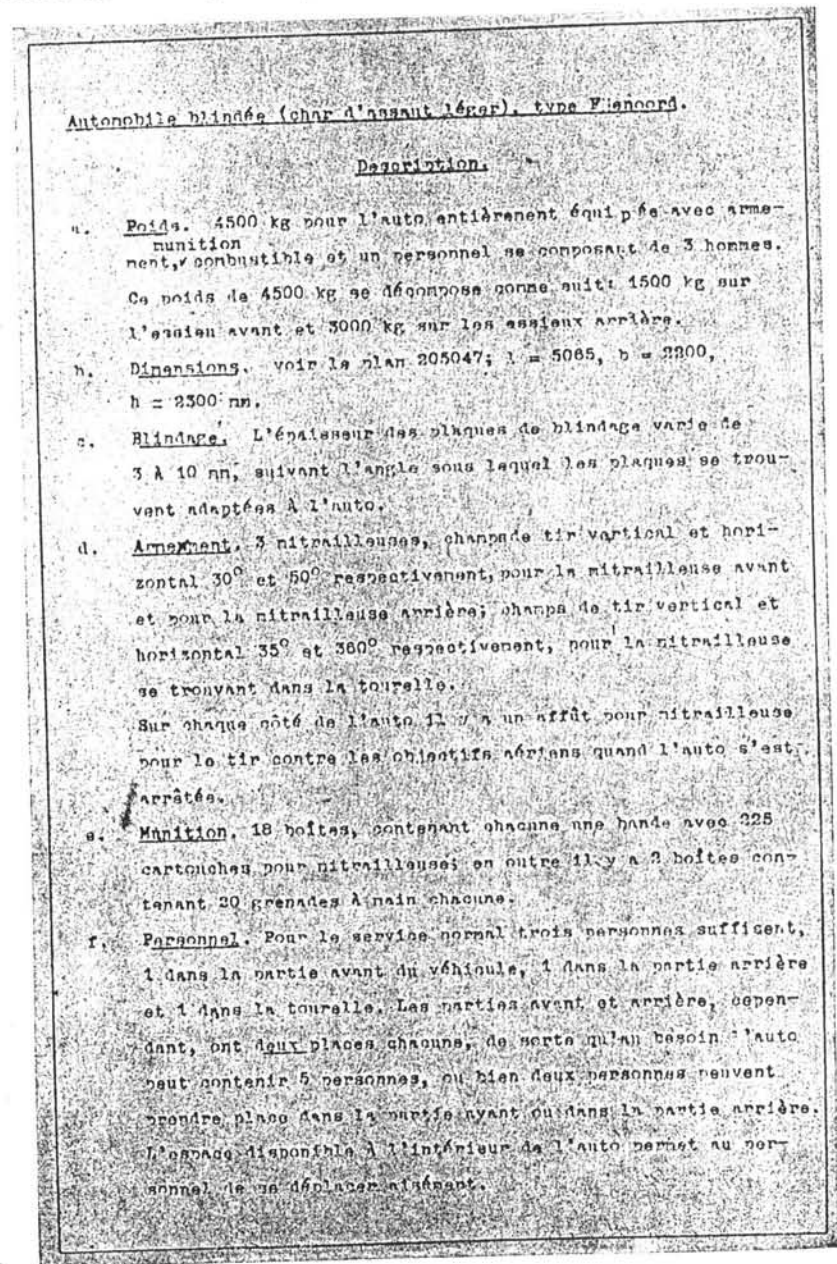 Automobile blindée (char d'assaut léger), type Fijenoord.
Description.
a. Poids. 4500 kg pour l'auto entièrement équipée avec arme-
munition
ment,v combustible et un personnel se composant de 3 hommes.
Ce poids de 4500 kg se décompose comme suit: 1500 kg sur
l'essieu avant et 3000 kg sur les essieux arrière.
b. Dimensions. voir le plan 205047; l = 5065, b = 2200,
h = 2300 mm.
c. Blindage. L'épaisseur des plaques de blindage varie de
3 à 10 mm, suivant l'angle sous lequel les plaques se trou-
vent adaptées à l'auto.
d. Armement. 3 mitrailleuses, champs de tir vertical et hori-
zontal 30° et 50° respectivement, pour la mitrailleuse avant
et pour la mitrailleuse arrière; champs de tir vertical et
horizontal 35° et 360° respectivement, pour la mitrailleuse
se trouvant dans la tourelle.
Sur chaque côté de l'auto il y a un affût pour mitrailleuse
pour le tir contre les objectifs aériens quand l'auto s'est
arrêtée.
e. Munition. 18 boîtes, contenant chacune une bande avec 225
cartouches pour mitrailleuse; en outre il y a 2 boîtes con-
tenant 20 grenades à main chacune.
f. Personnel. Pour le service normal trois personnes sufficent,
1 dans la partie avant du véhicule, 1 dans la partie arrière
et 1 dans la tourelle. Les parties avant et arrière, cepen-
dant, ont deux places chacune, de sorte qu'au besoin l'auto
peut contenir 5 personnes, ou bien deux personnes peuvent
prendre place dans la partie avant ou dans la partie arrière.
L'espace disponible à l'intérieur de l'auto permet au per-
sonnel de se déplacer aisément.